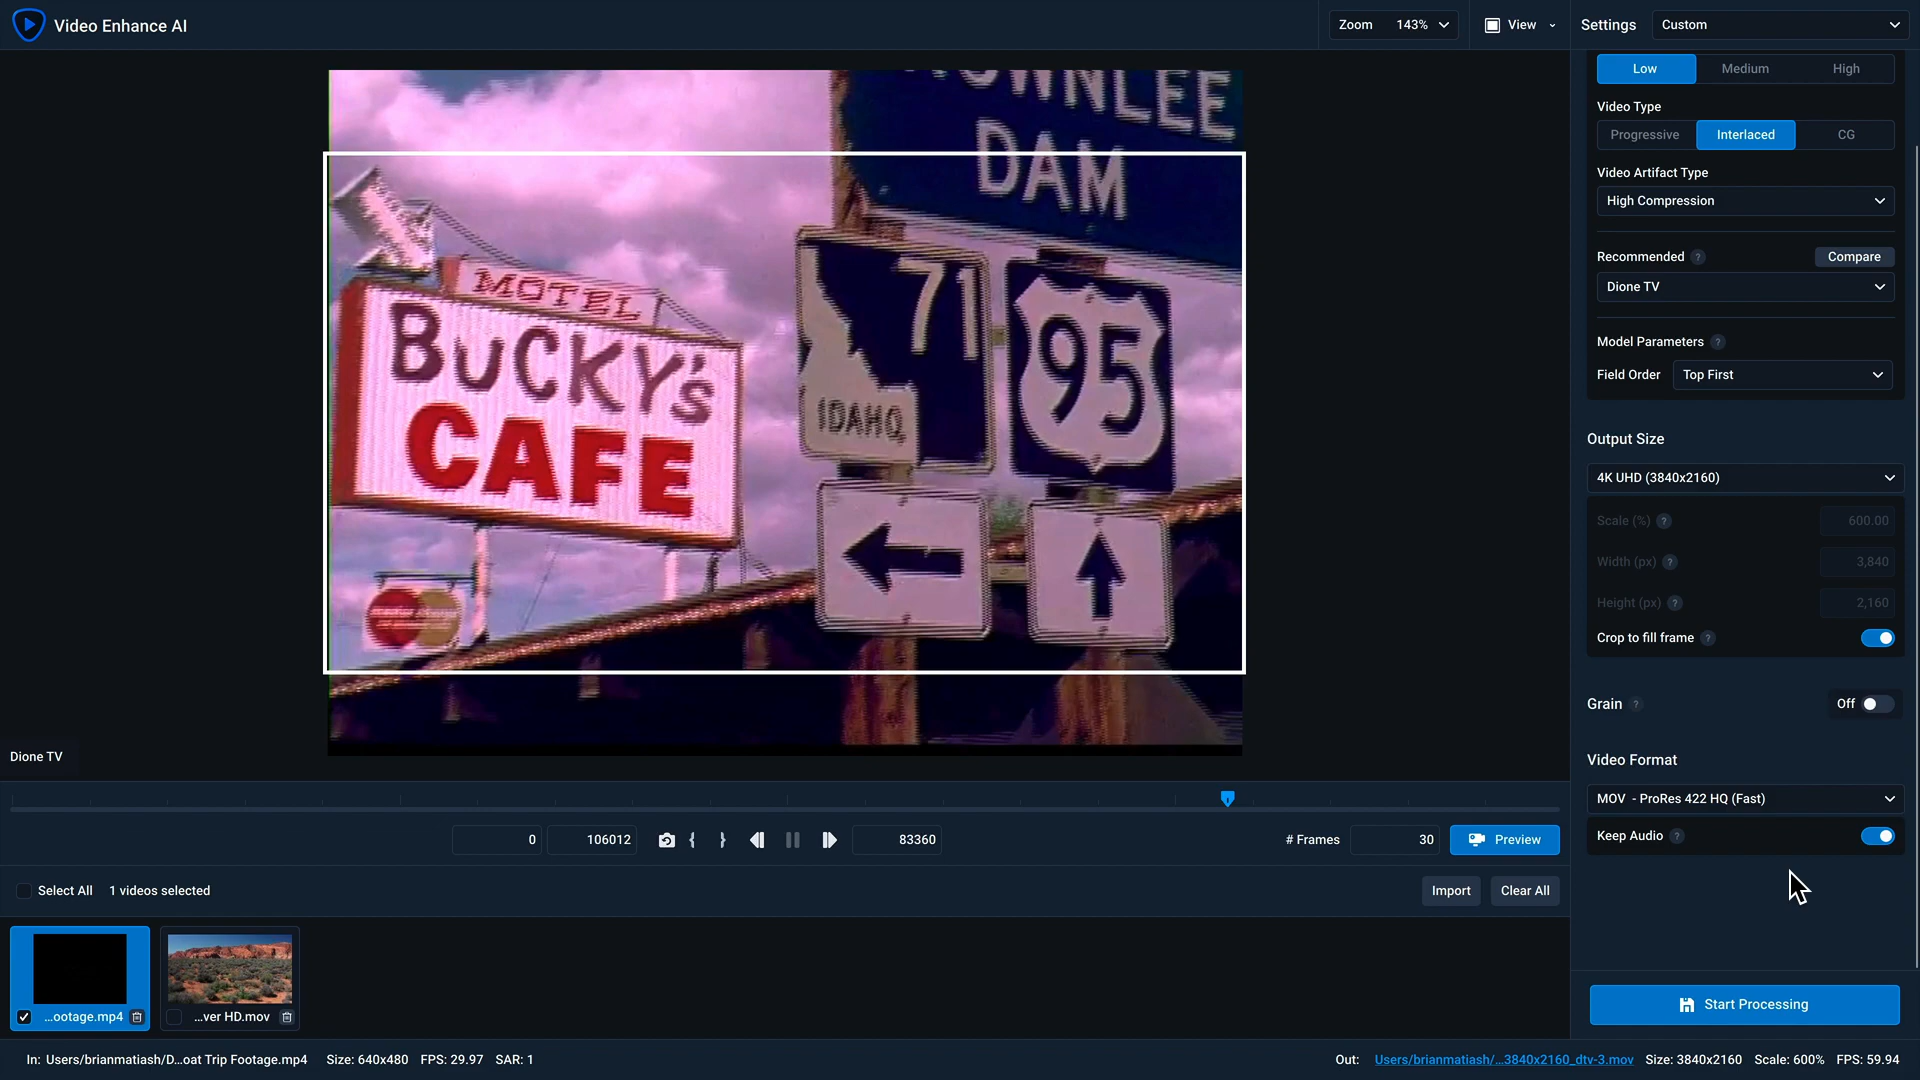 Video Enhance AI
Zoom 143%
View
Settings
Custom
Low Medium High
Video Type
Progressive Interlaced CG
Video Artifact Type
High Compression
Recommended ?
Compare
Dione TV
Model Parameters ?
Field Order
Top First
Output Size
4K UHD (3840x2160)
Scale (%) ? 600.00
Width (px) ? 3,840
Height (px) ? 2,160
Crop to fill frame ?
Grain ?
Off
Video Format
MOV - ProRes 422 HQ (Fast)
Keep Audio ?
Start Processing
DAM
MOTEL
BUCKY'S
CAFE
71
IDAHO
95
Dione TV
0
106012
{ }
83360
# Frames 30
Preview
Select All 1 videos selected
Import
Clear All
...ootage.mp4
...ver HD.mov
In: Users/brianmatiash/D...oat Trip Footage.mp4 Size: 640x480 FPS: 29.97 SAR: 1
Out: Users/brianmatiash/...3840x2160_dtv-3.mov Size: 3840x2160 Scale: 600% FPS: 59.94